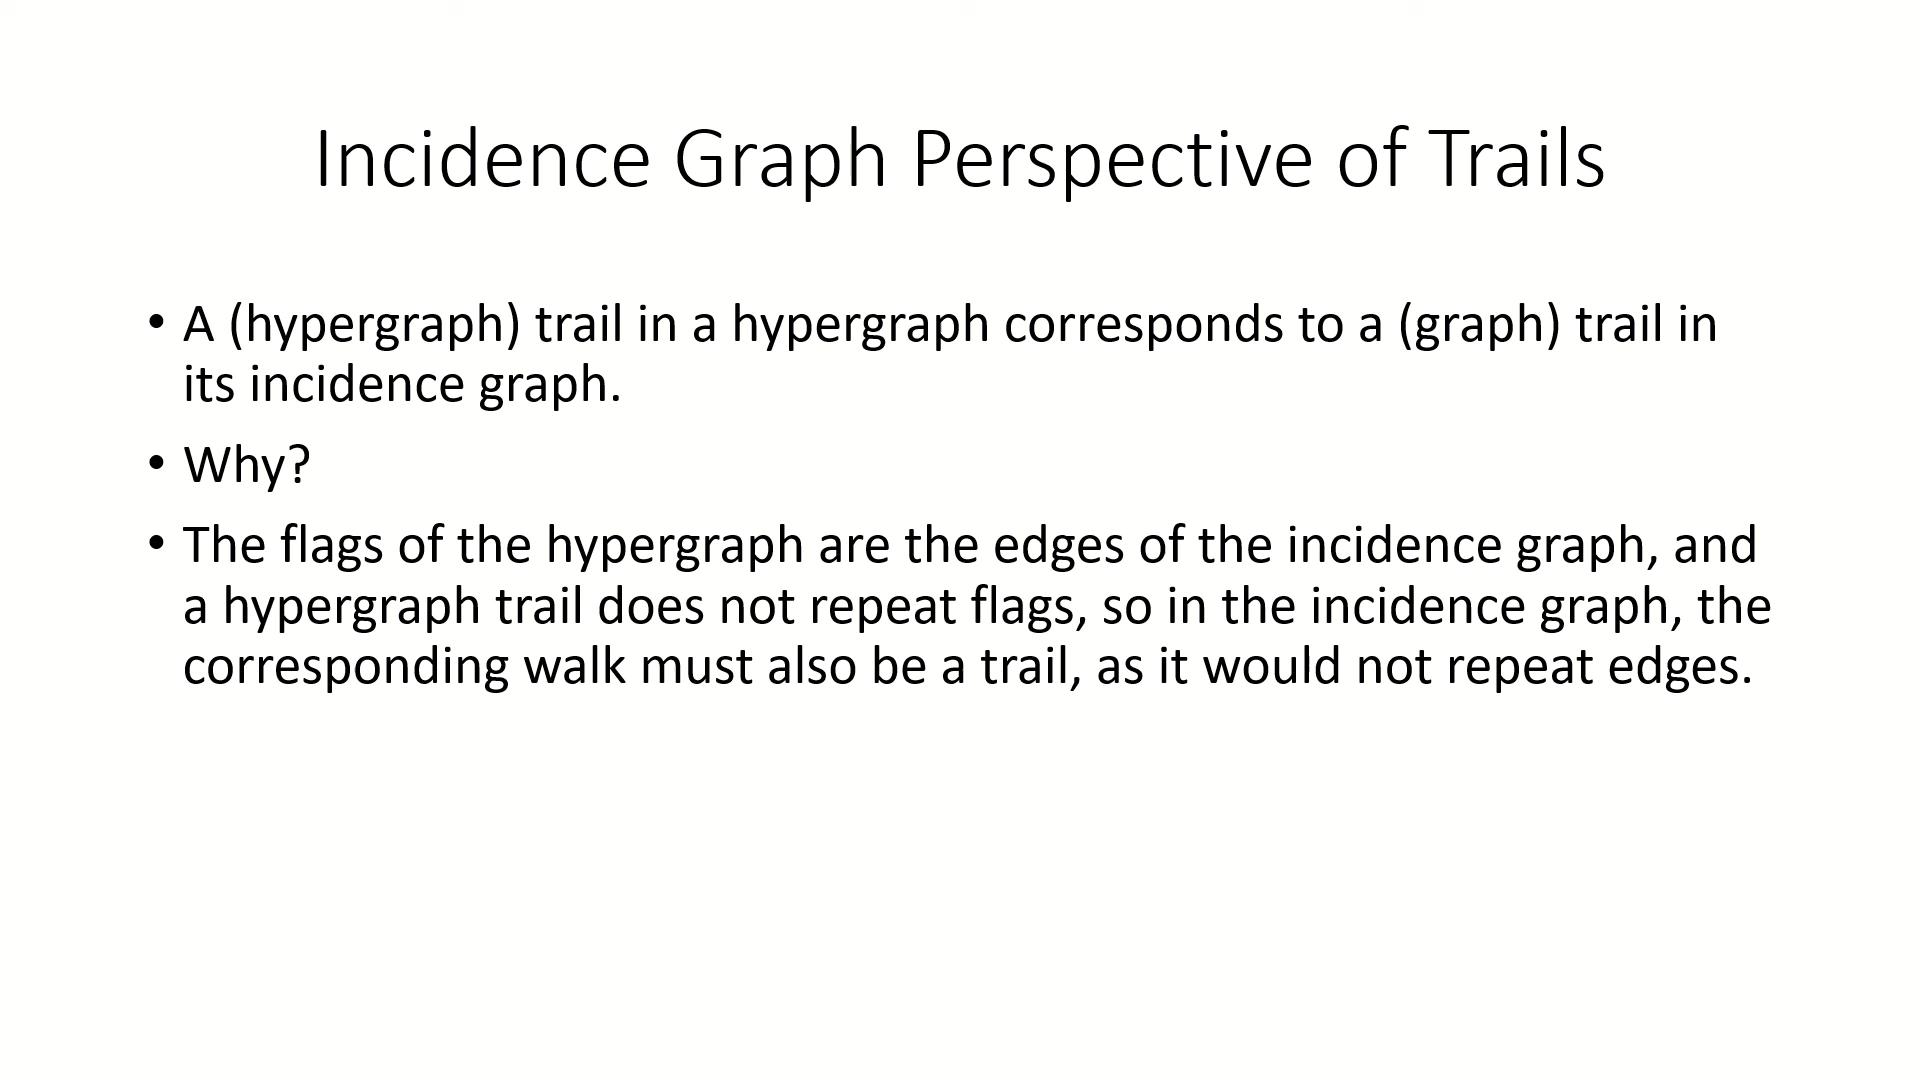 Incidence Graph Perspective of Trails
• A (hypergraph) trail in a hypergraph corresponds to a (graph) trail in
its incidence graph.
• Why?
• The flags of the hypergraph are the edges of the incidence graph, and
a hypergraph trail does not repeat flags, so in the incidence graph, the
corresponding walk must also be a trail, as it would not repeat edges.